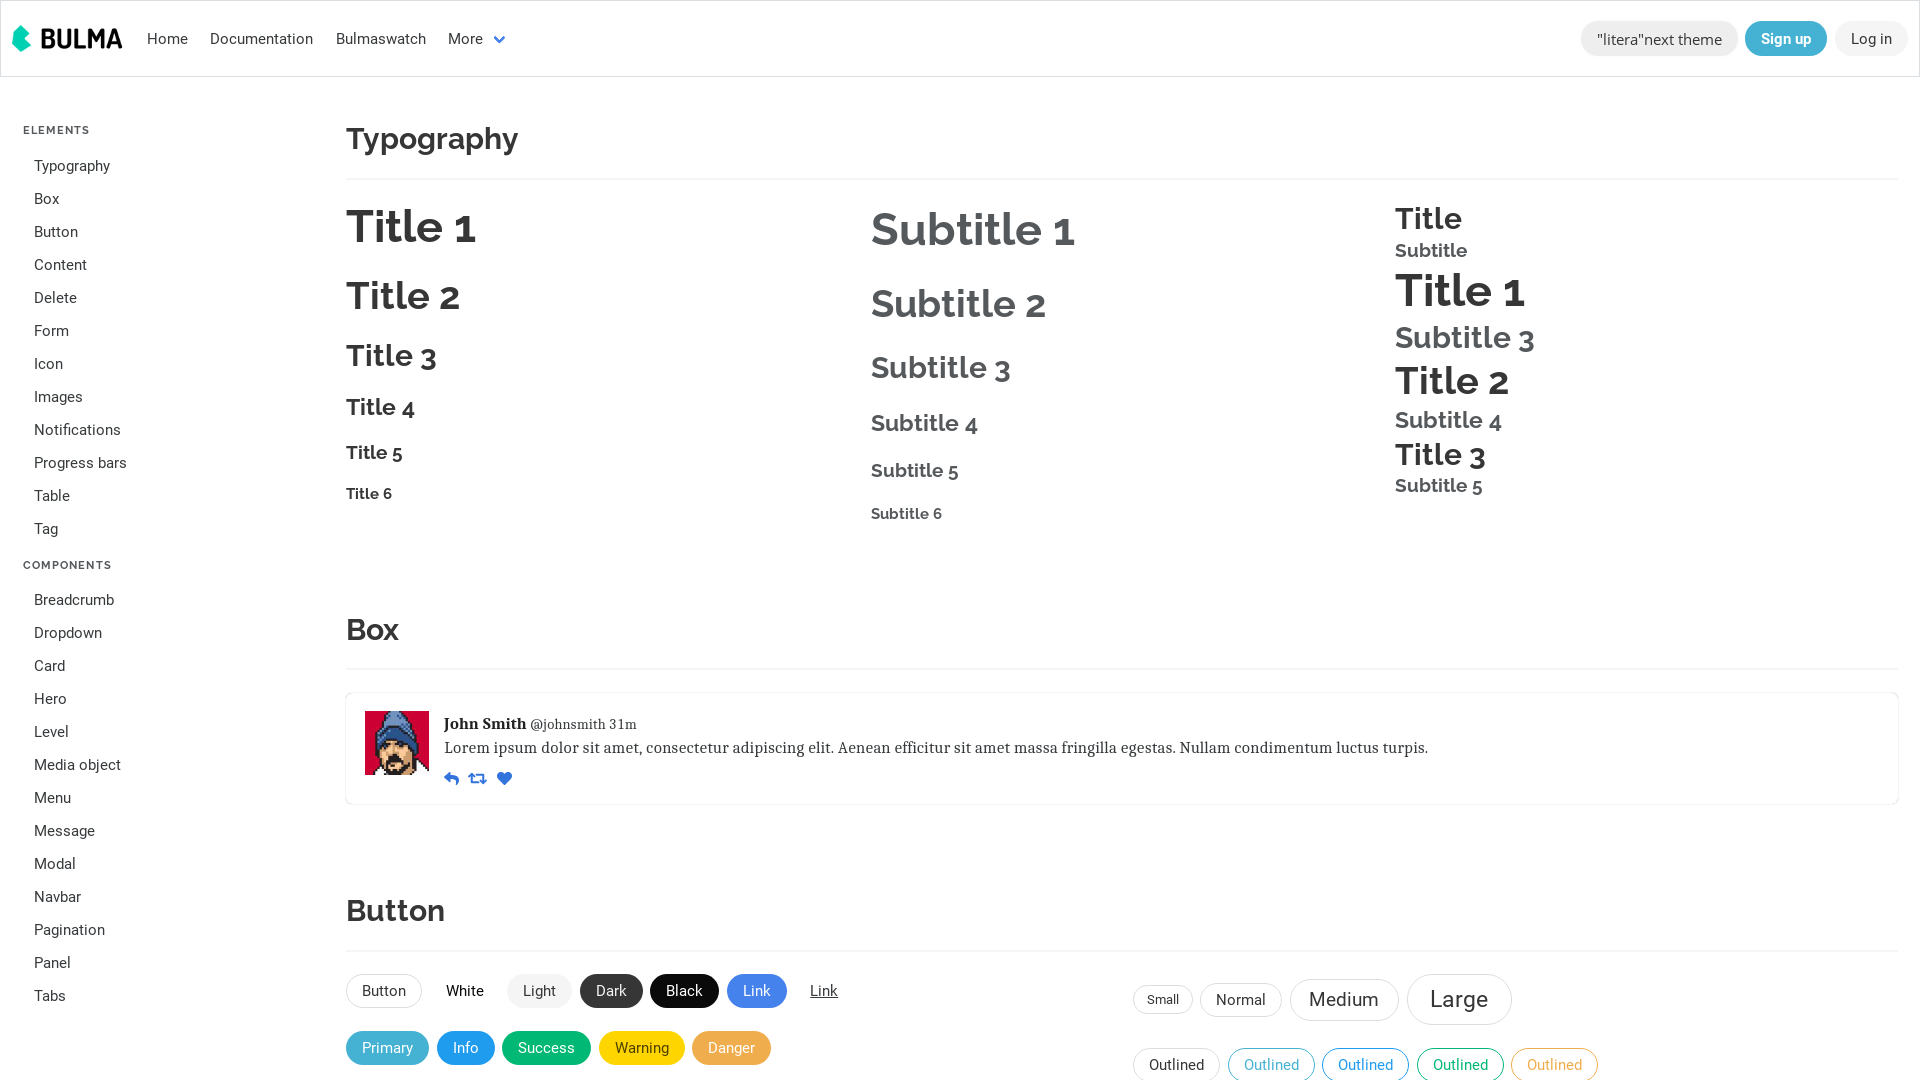 BULMA Home Documentation Bulmaswatch More "litera"next theme Sign up Log in
ELEMENTS
Typography
Box
Button
Content
Delete
Form
Icon
Images
Notifications
Progress bars
Table
Tag
COMPONENTS
Breadcrumb
Dropdown
Card
Hero
Level
Media object
Menu
Message
Modal
Navbar
Pagination
Panel
Tabs
Typography
Title 1
Title 2
Title 3
Title 4
Title 5
Title 6
Subtitle 1
Subtitle 2
Subtitle 3
Subtitle 4
Subtitle 5
Subtitle 6
Title
Subtitle
Title 1
Subtitle 3
Title 2
Subtitle 4
Title 3
Subtitle 5
Box
John Smith @johnsmith 31m
Lorem ipsum dolor sit amet, consectetur adipiscing elit. Aenean efficitur sit amet massa fringilla egestas. Nullam condimentum luctus turpis.
Button
Button White Light Dark Black Link Link
Primary Info Success Warning Danger
Small Normal Medium Large
Outlined Outlined Outlined Outlined Outlined